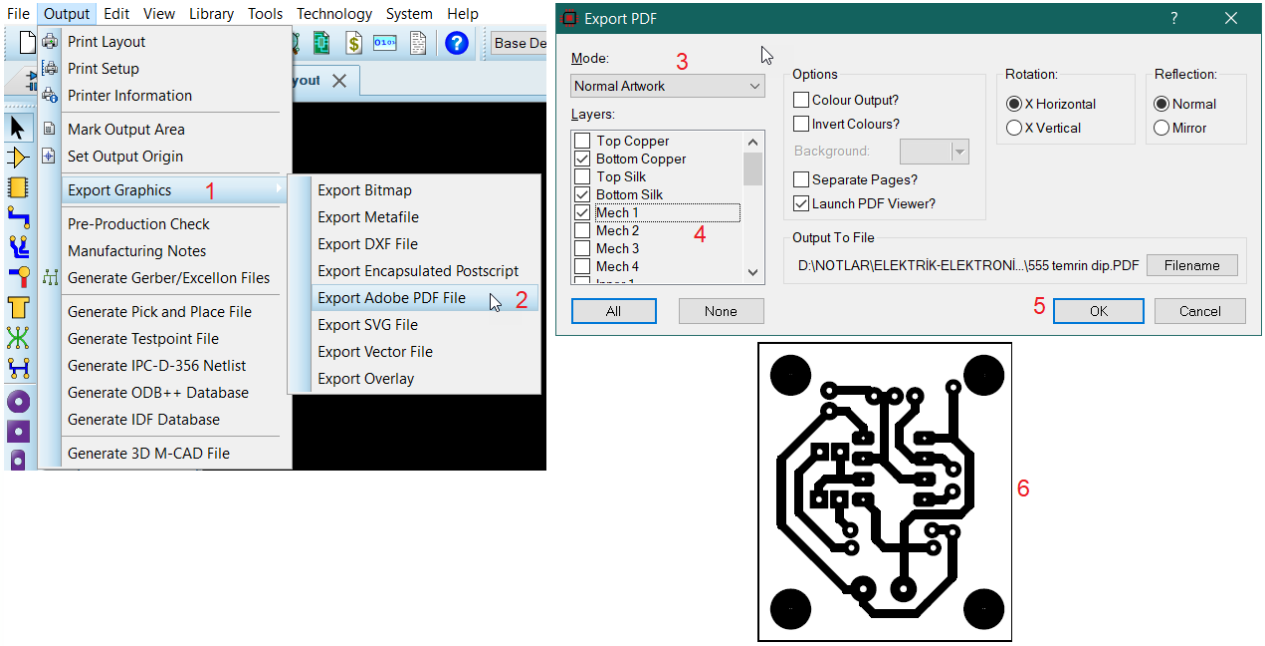 File Output Edit View Library Tools Technology System Help
Print Layout
Print Setup
Printer Information
Mark Output Area
Set Output Origin
Export Graphics 1
Pre-Production Check
Manufacturing Notes
Generate Gerber/Excellon Files
Generate Pick and Place File
Generate Testpoint File
Generate IPC-D-356 Netlist
Generate ODB++ Database
Generate IDF Database
Generate 3D M-CAD File
$ 0101 ? Base De
yout
Export Bitmap
Export Metafile
Export DXF File
Export Encapsulated Postscript
Export Adobe PDF File 2
Export SVG File
Export Vector File
Export Overlay
Export PDF ?
Mode: 3
Normal Artwork
Layers:
Top Copper
Bottom Copper
Top Silk
Bottom Silk
Mech 1
Mech 2 4
Mech 3
Mech 4
All None
Options
Colour Output?
Invert Colours?
Background:
Separate Pages?
Launch PDF Viewer?
Rotation:
X Horizontal
X Vertical
Reflection:
Normal
Mirror
Output To File
D:\NOTLAR\ELEKTRİK-ELEKTRONİ...\555 temrin dip.PDF Filename
5 OK Cancel
6